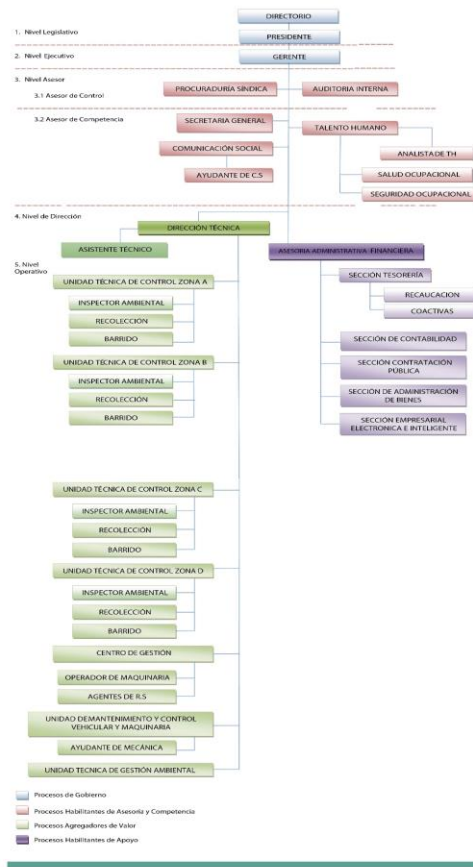 DIRECTORIO
1. Nivel Legislativo
PRESIDENTE
2. Nivel Ejecutivo
GERENTE
3. Nivel Asesor
3.1 Asesor de Control
PROCURADURÍA SÍNDICA
AUDITORIA INTERNA
3.2 Asesor de Competencia
SECRETARIA GENERAL
TALENTO HUMANO
COMUNICACIÓN SOCIAL
ANALISTA DE TH
AYUDANTE DE C.S
SALUD OCUPACIONAL
SEGURIDAD OCUPACIONAL
4. Nivel de Dirección
DIRECCIÓN TÉCNICA
ASISTENTE TÉCNICO
ASESORIA ADMINISTRATIVA FINANCIERA
5. Nivel
Operativo
UNIDAD TÉCNICA DE CONTROL ZONA A
INSPECTOR AMBIENTAL
RECOLECCIÓN
BARRIDO
UNIDAD TÉCNICA DE CONTROL ZONA B
INSPECTOR AMBIENTAL
RECOLECCIÓN
BARRIDO
SECCIÓN TESORERÍA
RECAUCACION
COACTIVAS
SECCIÓN DE CONTABILIDAD
SECCIÓN CONTRATACIÓN
PÚBLICA
SECCIÓN DE ADMINISTRACIÓN
DE BIENES
SECCIÓN EMPRESARIAL
ELECTRONICA E INTELIGENTE
UNIDAD TÉCNICA DE CONTROL ZONA C
INSPECTOR AMBIENTAL
RECOLECCIÓN
BARRIDO
UNIDAD TÉCNICA DE CONTROL ZONA D
INSPECTOR AMBIENTAL
RECOLECCIÓN
BARRIDO
CENTRO DE GESTIÓN
OPERADOR DE MAQUINARIA
AGENTES DE R.S
UNIDAD DEMANTENIMIENTO Y CONTROL
VEHICULAR Y MAQUINARIA
AYUDANTE DE MECÁNICA
UNIDAD TECNICA DE GESTIÓN AMBIENTAL
Procesos de Gobierno
Procesos Habilitantes de Asesoría y Competencia
Procesos Agregadores de Valor
Procesos Habilitantes de Apoyo